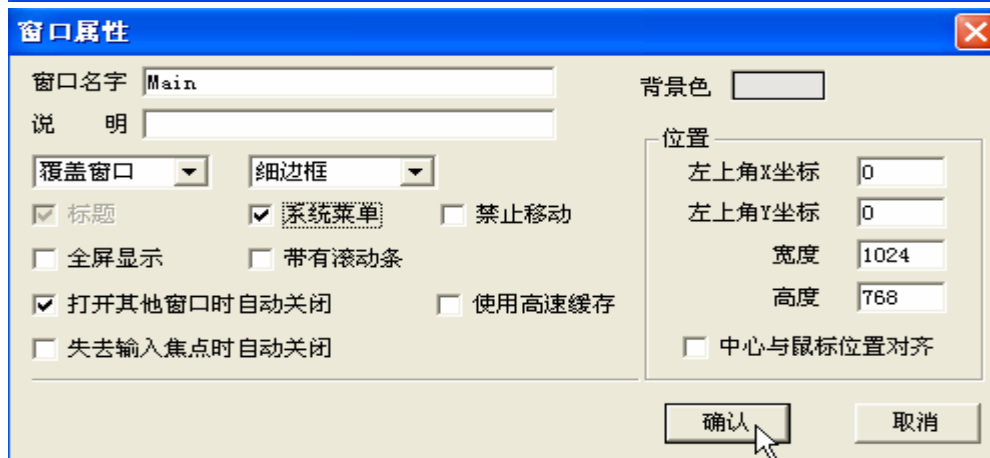 窗口属性
窗口名字 Main
背景色
说 明
位置
覆盖窗口 细边框
左上角X坐标 0
标题 系统菜单 禁止移动
左上角Y坐标 0
全屏显示 带有滚动条
宽度 1024
打开其他窗口时自动关闭 使用高速缓存
高度 768
失去输入焦点时自动关闭
中心与鼠标位置对齐
确认 取消